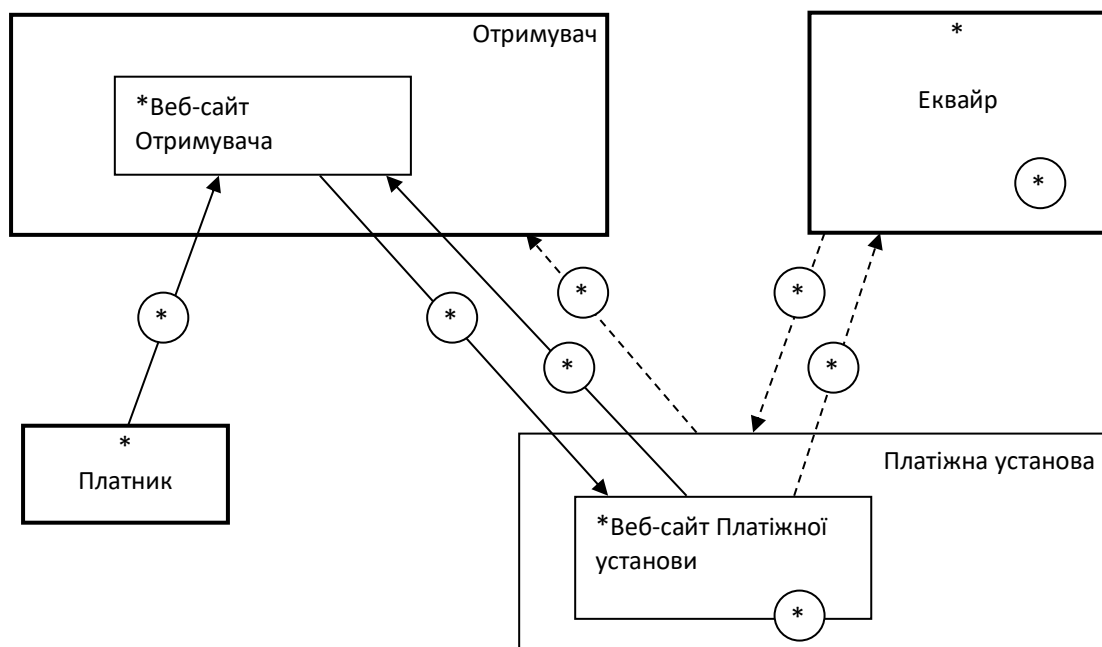 Отримувач
*
Еквайр
*Веб-сайт
Отримувача
*
*
*
*
*
*
*
*
Платник
Платіжна установа
*Веб-сайт Платіжної
установи
*